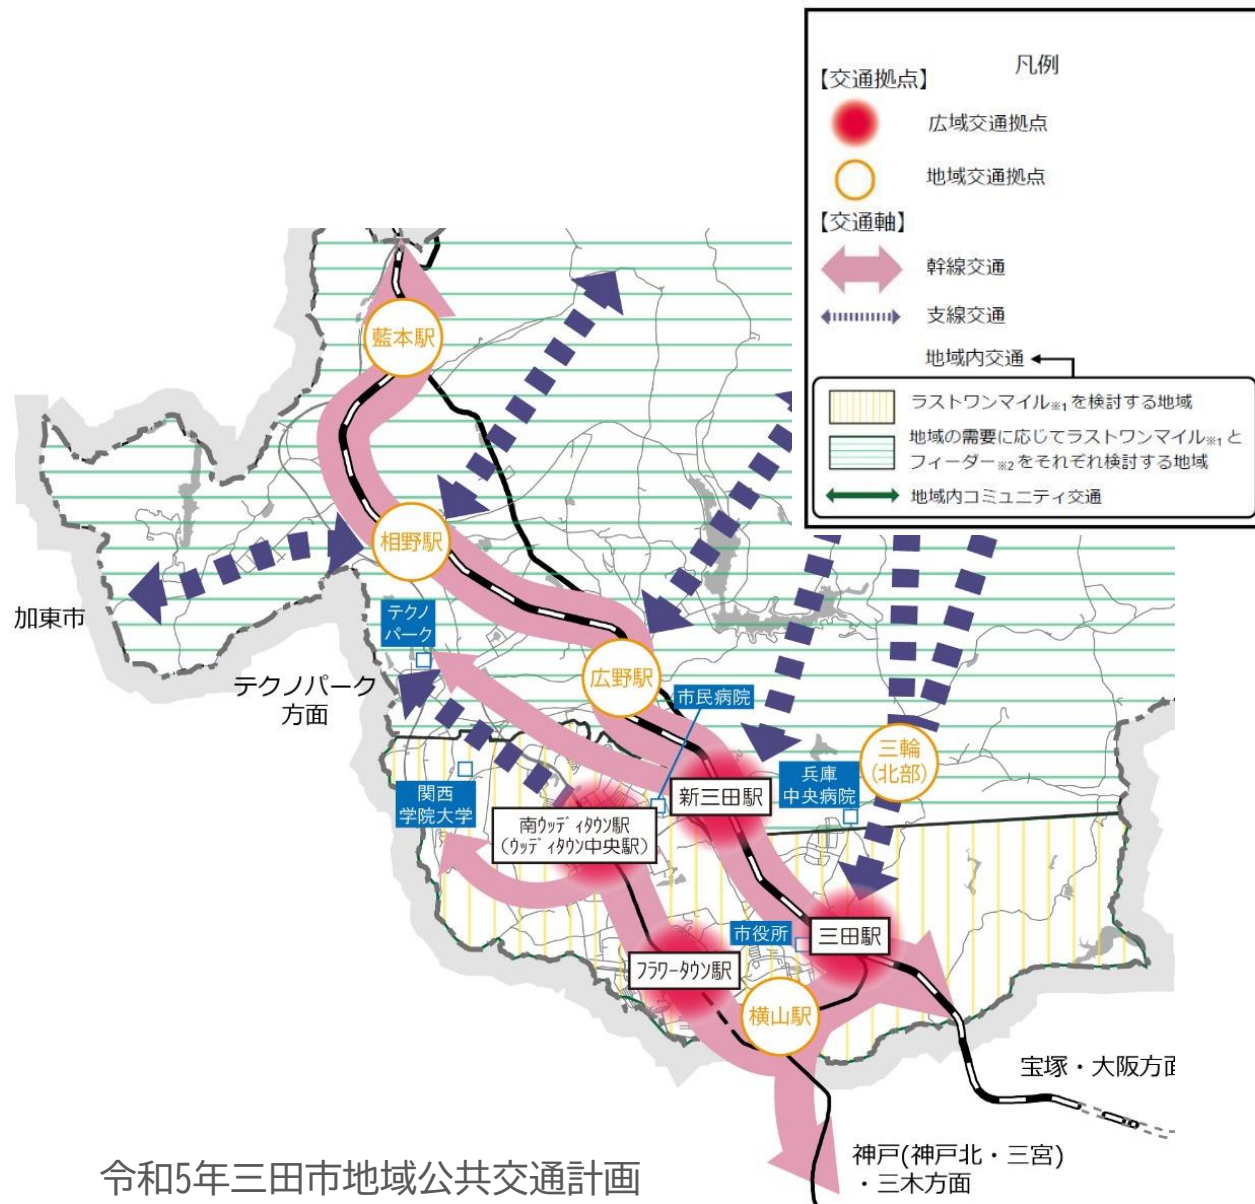 凡例
【交通拠点】
広域交通拠点
地域交通拠点
【交通軸】
幹線交通
支線交通
地域内交通
ラストワンマイル※1を検討する地域
地域の需要に応じてラストワンマイル※1と
フィーダー※2をそれぞれ検討する地域
地域内コミュニティ交通
藍本駅
相野駅
加東市
テクノ
パーク
テクノパーク
方面
広野駅
市民病院
三輪
(北部)
新三田駅
兵庫
中央病院
関西
学院大学
南ウッディタウン駅
(ウッディタウン中央駅)
市役所
三田駅
フラワータウン駅
横山駅
宝塚・大阪方面
神戸(神戸北・三宮)
・三木方面
令和5年三田市地域公共交通計画